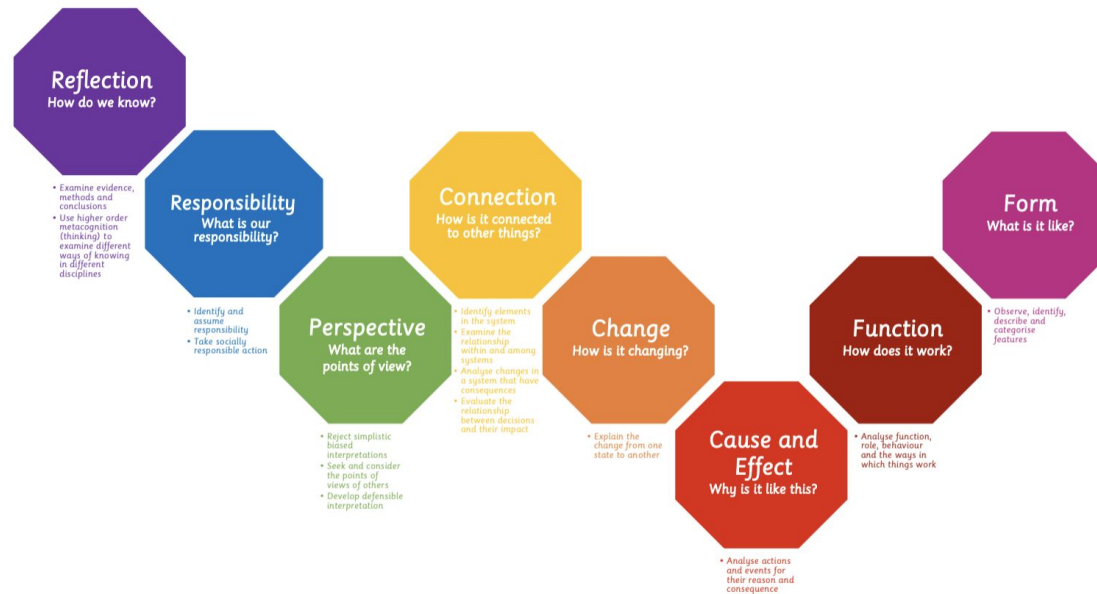 Reflection
How do we know?
• Examine evidence,
methods and
conclusions
• Use higher order
metacognition
(thinking) to
examine different
ways of knowing
in different
disciplines
Responsibility
What is our
responsibility?
• Identify and
assume
responsibility
• Take socially
responsible action
Perspective
What are the
points of view?
• Reject simplistic
biased
interpretations
• Seek and consider
the points of
views of others
• Develop defensible
interpretation
Connection
How is it connected
to other things?
• Identify elements
in the system
• Examine the
relationship
within and among
systems
• Analyse changes in
a system that have
consequences
• Evaluate the
relationship
between decisions
and their impact
Change
How is it changing?
• Explain the
change from one
state to another
Cause and
Effect
Why is it like this?
• Analyse actions
and events for
their reason and
consequence
Function
How does it work?
• Analyse function,
role, behaviour
and the ways in
which things work
Form
What is it like?
• Observe, identify,
describe and
categorise
features